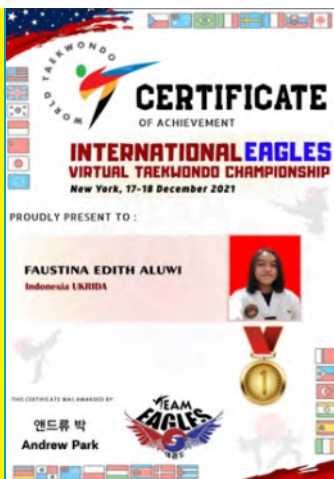 WORLD TAEKWONDO
CERTIFICATE
OF ACHIEVEMENT
INTERNATIONAL EAGLES
VIRTUAL TAEKWONDO CHAMPIONSHIP
New York, 17-18 December 2021
PROUDLY PRESENT TO :
FAUSTINA EDITH ALUWI
Indonesia UKRIDA
1
THIS CERTIFICATE WAS AWARDED BY:
앤드류 박
Andrew Park
TEAM
EAGLES